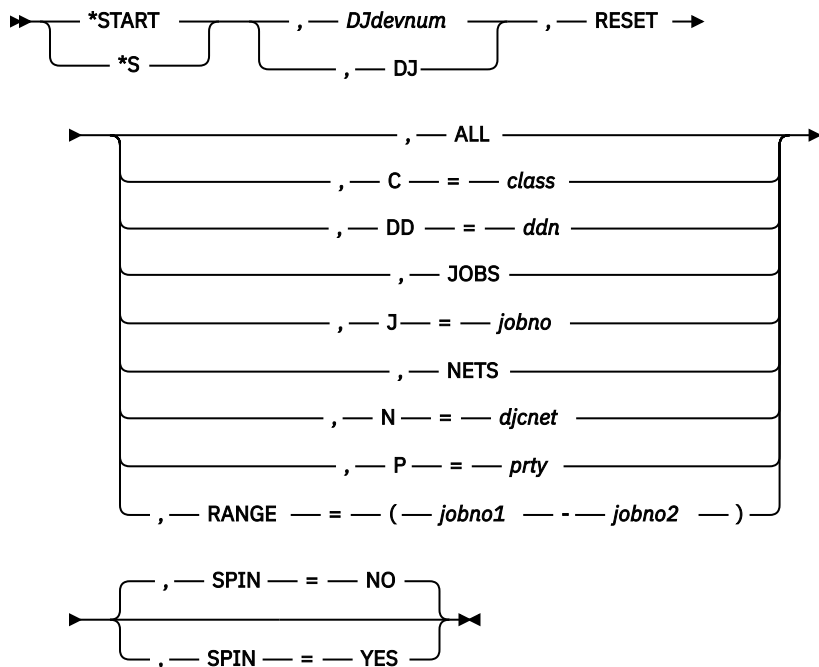 *START , DJdevnum , RESET
*S , DJ
, ALL
, C = class
, DD = ddn
, JOBS
, J = jobno
, NETS
, N = djcnet
, P = prty
, RANGE = ( jobno1 - jobno2 )
, SPIN = NO
, SPIN = YES